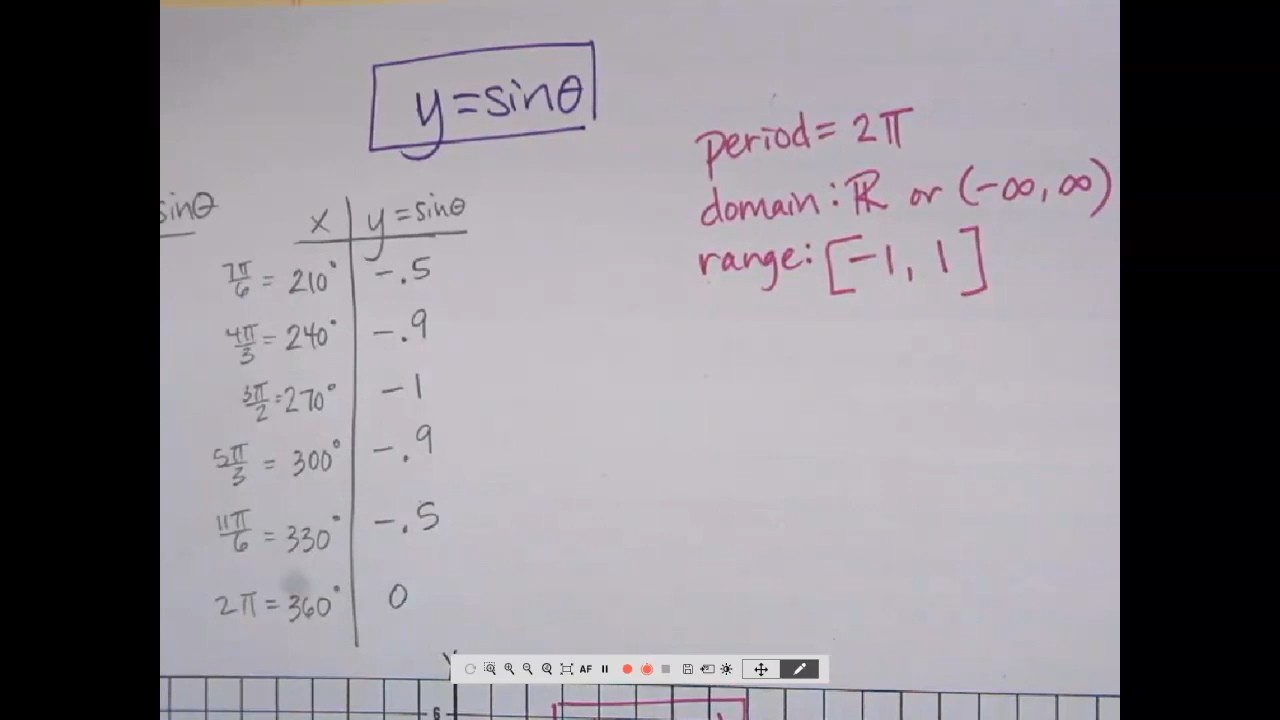 y=sinθ
period = 2π
domain: ℝ or (-∞, ∞)
range: [-1, 1]
sinθ
x | y=sinθ
7π/6 = 210° | -.5
4π/3 = 240° | -.9
3π/2 = 270° | -1
5π/3 = 300° | -.9
11π/6 = 330° | -.5
2π = 360° | 0
y
AF
6